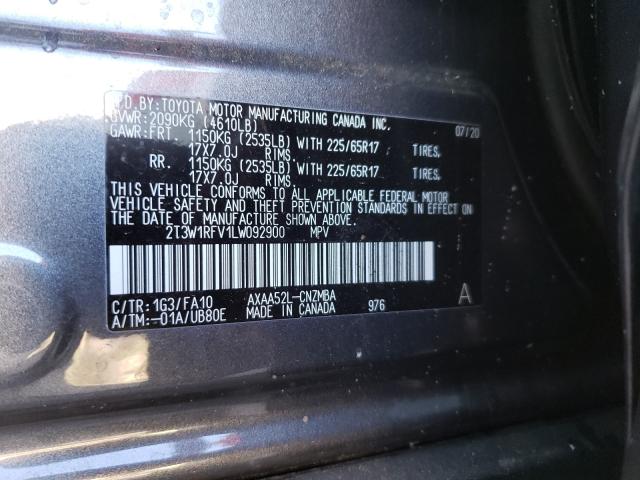 MFD.BY:TOYOTA MOTOR MANUFACTURING CANADA INC.
GVWR:2090KG (4610LB) 07/20
GAWR:FRT. 1150KG (2535LB) WITH 225/65R17 TIRES,
17X7.0J RIMS.
RR. 1150KG (2535LB) WITH 225/65R17 TIRES,
17X7.0J RIMS.
THIS VEHICLE CONFORMS TO ALL APPLICABLE FEDERAL MOTOR
VEHICLE SAFETY AND THEFT PREVENTION STANDARDS IN EFFECT ON
THE DATE OF MANUFACTURE SHOWN ABOVE.
2T3W1RFV1LW092900 MPV
C/TR:1G3/FA10 AXAA52L-CNZMBA A
A/TM:-01A/UB80E MADE IN CANADA 976